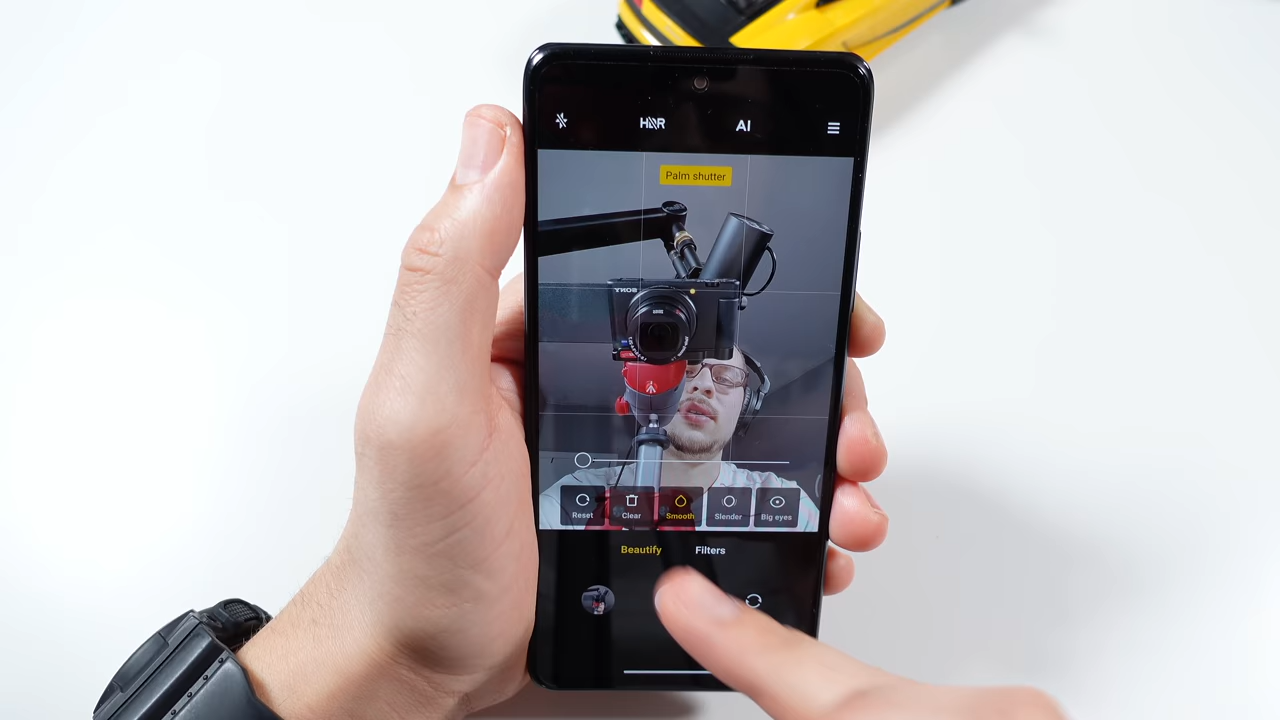 HDR
AI
Palm shutter
SONY
Reset
Clear
Smooth
Slender
Big eyes
Beautify
Filters